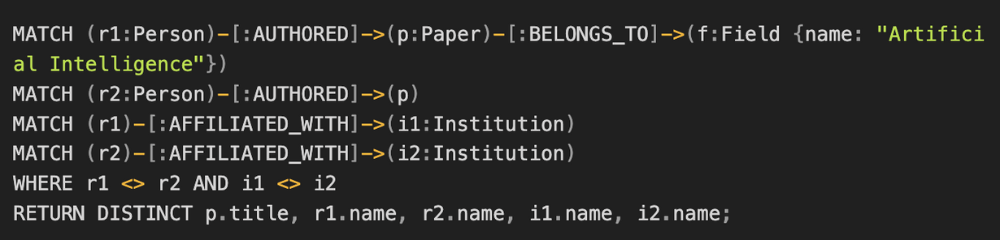 MATCH (r1:Person)-[:AUTHORED]->(p:Paper)-[:BELONGS_TO]->(f:Field {name: "Artifici
al Intelligence"})
MATCH (r2:Person)-[:AUTHORED]->(p)
MATCH (r1)-[:AFFILIATED_WITH]->(i1:Institution)
MATCH (r2)-[:AFFILIATED_WITH]->(i2:Institution)
WHERE r1 <> r2 AND i1 <> i2
RETURN DISTINCT p.title, r1.name, r2.name, i1.name, i2.name;